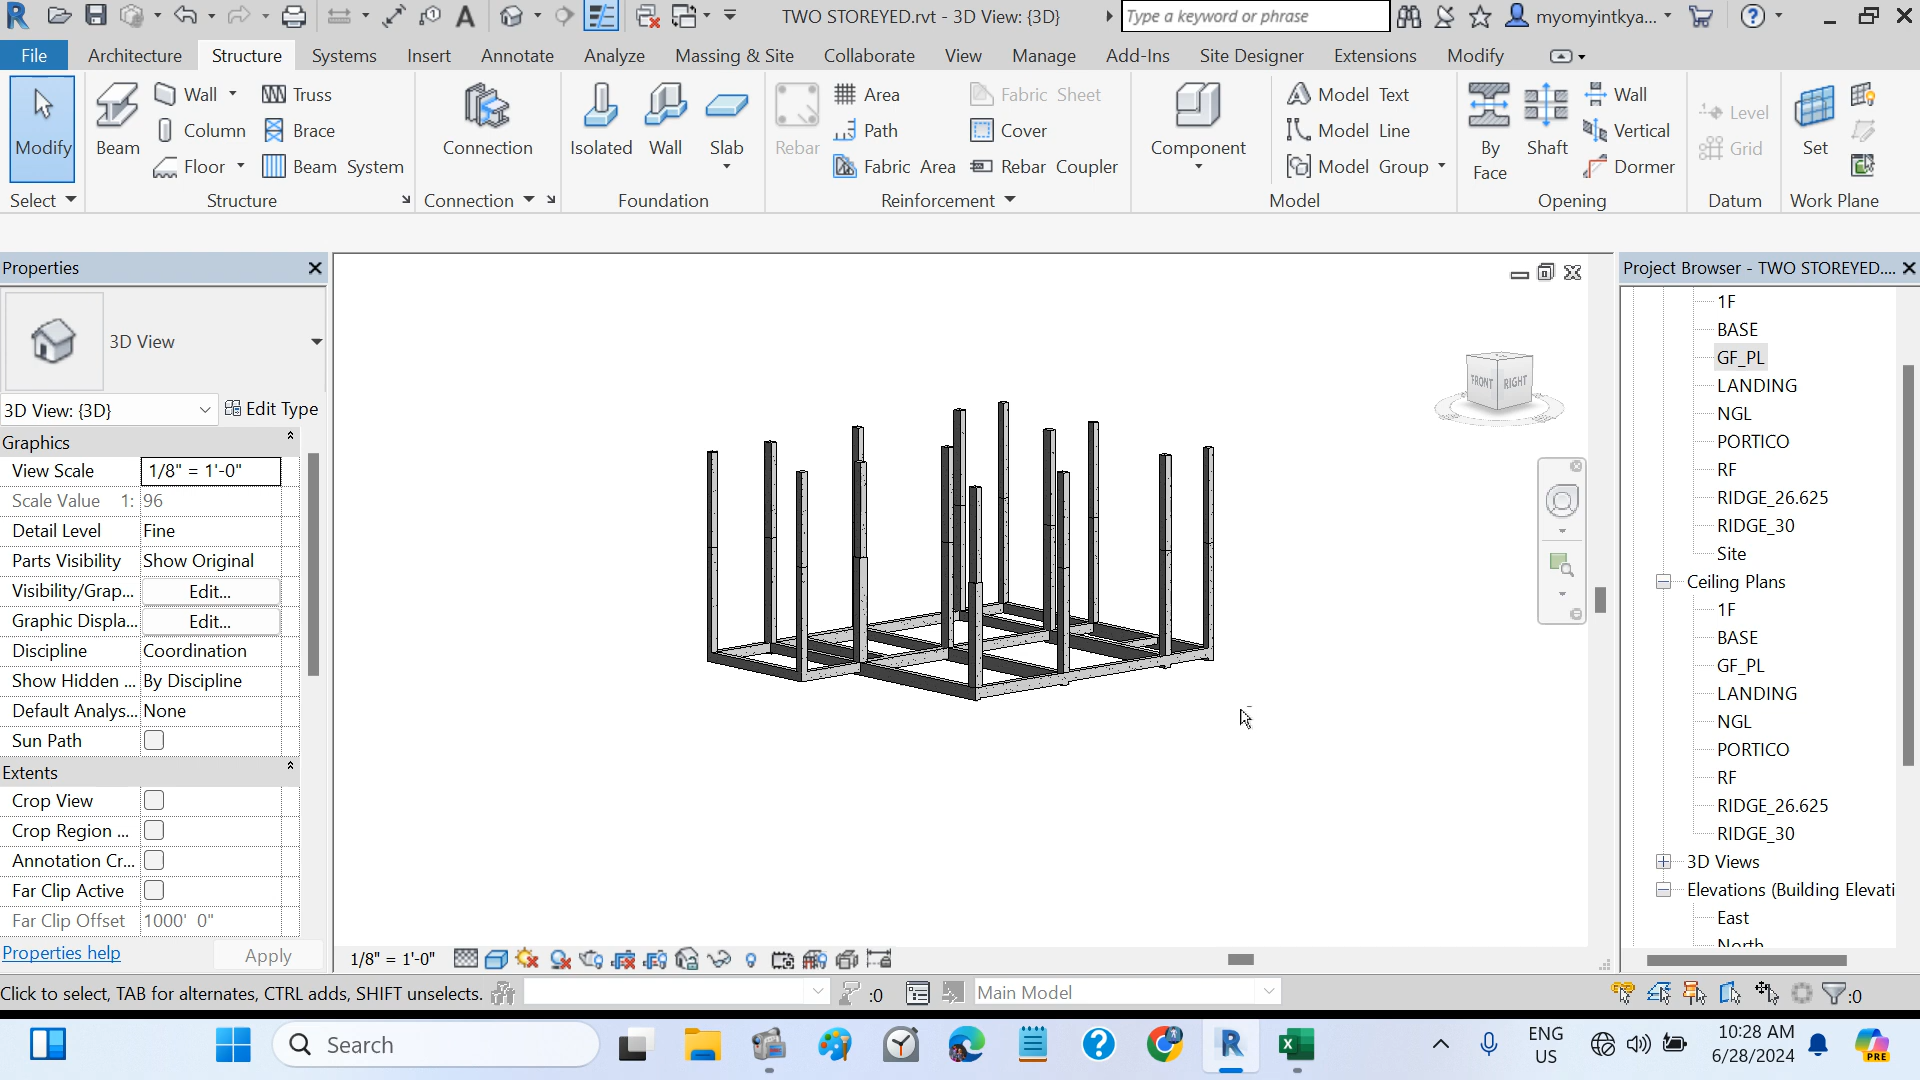 TWO STOREYED.rvt - 3D View: {3D}
Type a keyword or phrase
myomyintkya...
File Architecture Structure Systems Insert Annotate Analyze Massing & Site Collaborate View Manage Add-Ins Site Designer Extensions Modify
Modify
Select
Beam
Wall
Column
Floor
Truss
Brace
Beam System
Structure
Connection
Connection
Isolated
Wall
Slab
Foundation
Rebar
Area
Path
Fabric Area
Fabric Sheet
Cover
Rebar Coupler
Reinforcement
Component
Model Text
Model Line
Model Group
Model
By Face
Shaft
Wall
Vertical
Dormer
Opening
Level
Grid
Datum
Set
Work Plane
Properties
3D View
3D View: {3D}
Edit Type
Graphics
View Scale 1/8" = 1'-0"
Scale Value 1: 96
Detail Level Fine
Parts Visibility Show Original
Visibility/Grap... Edit...
Graphic Displa... Edit...
Discipline Coordination
Show Hidden ... By Discipline
Default Analys... None
Sun Path
Extents
Crop View
Crop Region ...
Annotation Cr...
Far Clip Active
Far Clip Offset 1000' 0"
Properties help
Apply
FRONT RIGHT
Project Browser - TWO STOREYED....
1F
BASE
GF_PL
LANDING
NGL
PORTICO
RF
RIDGE_26.625
RIDGE_30
Site
Ceiling Plans
1F
BASE
GF_PL
LANDING
NGL
PORTICO
RF
RIDGE_26.625
RIDGE_30
3D Views
Elevations (Building Elevati
East
North
1/8" = 1'-0"
Click to select, TAB for alternates, CTRL adds, SHIFT unselects.
:0
Main Model
:0
Search
ENG
US
10:28 AM
6/28/2024
PRE